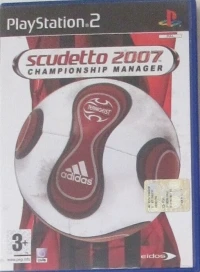 PlayStation 2
scudetto 2007
CHAMPIONSHIP MANAGER
adidas
3+
eidos